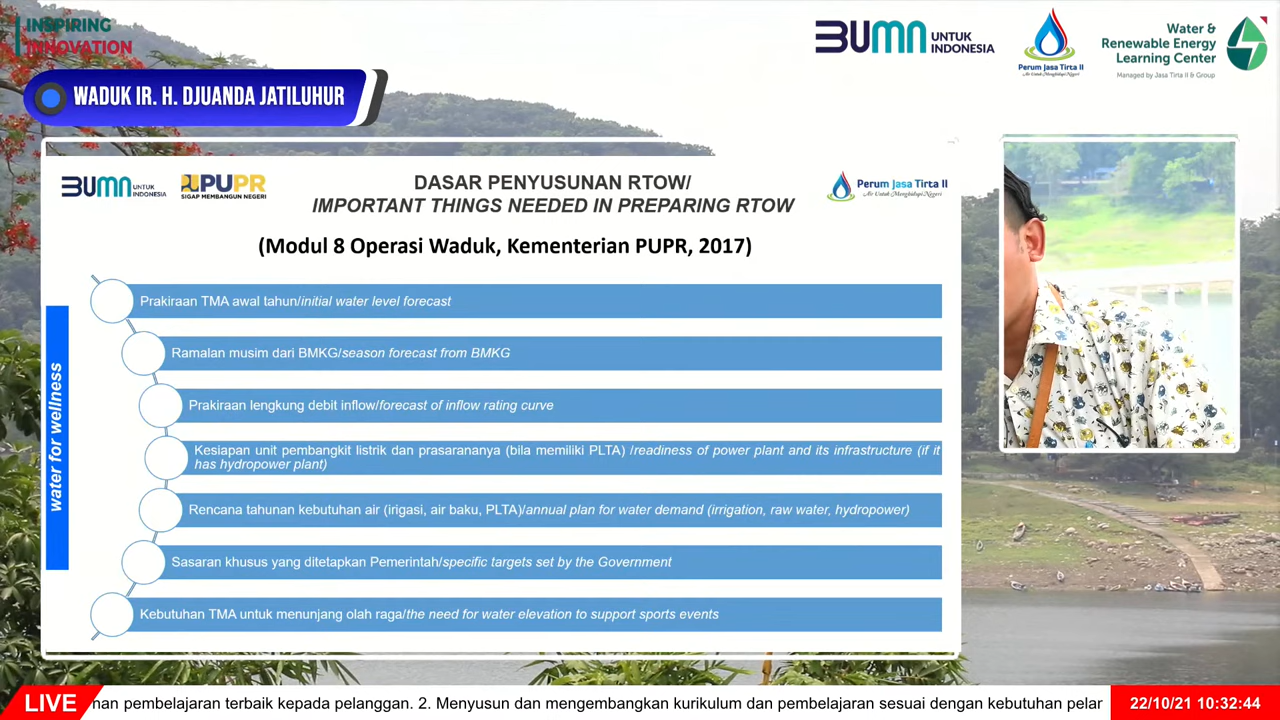 INSPIRING
INNOVATION
BUMN UNTUK
INDONESIA
Perum Jasa Tirta II
Air Untuk Menghidupi Negeri
Water &
Renewable Energy
Learning Center
Managed by Jasa Tirta II & Group
WADUK IR. H. DJUANDA JATILUHUR
BUMN UNTUK
INDONESIA
PUPR
SIGAP MEMBANGUN NEGERI
DASAR PENYUSUNAN RTOW/
IMPORTANT THINGS NEEDED IN PREPARING RTOW
Perum Jasa Tirta II
Air Untuk Menghidupi Negeri
(Modul 8 Operasi Waduk, Kementerian PUPR, 2017)
water for wellness
Prakiraan TMA awal tahun/initial water level forecast
Ramalan musim dari BMKG/season forecast from BMKG
Prakiraan lengkung debit inflow/forecast of inflow rating curve
Kesiapan unit pembangkit listrik dan prasarananya (bila memiliki PLTA) /readiness of power plant and its infrastructure (if it
has hydropower plant)
Rencana tahunan kebutuhan air (irigasi, air baku, PLTA)/annual plan for water demand (irrigation, raw water, hydropower)
Sasaran khusus yang ditetapkan Pemerintah/specific targets set by the Government
Kebutuhan TMA untuk menunjang olah raga/the need for water elevation to support sports events
LIVE
pembelajaran terbaik kepada pelanggan. 2. Menyusun dan mengembangkan kurikulum dan pembelajaran sesuai dengan kebutuhan pelar
22/10/21 10:32:44